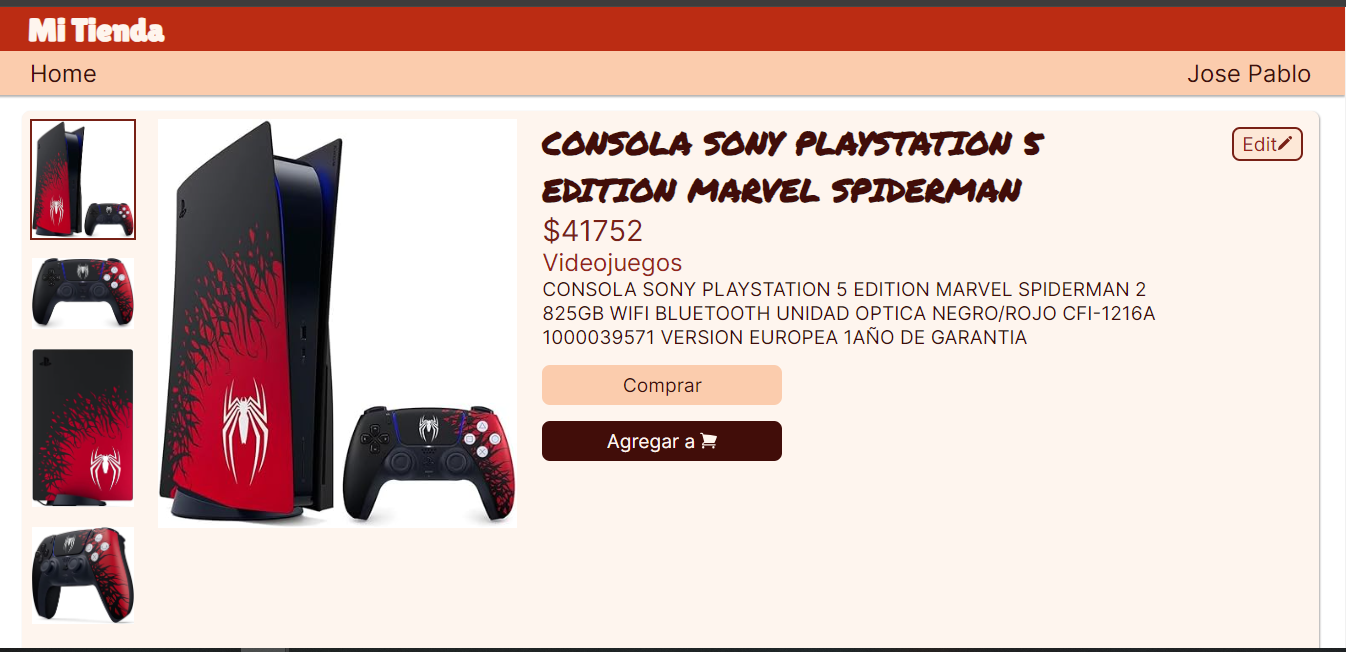 Mi Tienda
Home
Jose Pablo
CONSOLA SONY PLAYSTATION 5
EDITION MARVEL SPIDERMAN
Edit
$41752
Videojuegos
CONSOLA SONY PLAYSTATION 5 EDITION MARVEL SPIDERMAN 2
825GB WIFI BLUETOOTH UNIDAD OPTICA NEGRO/ROJO CFI-1216A
1000039571 VERSION EUROPEA 1AÑO DE GARANTIA
Comprar
Agregar a